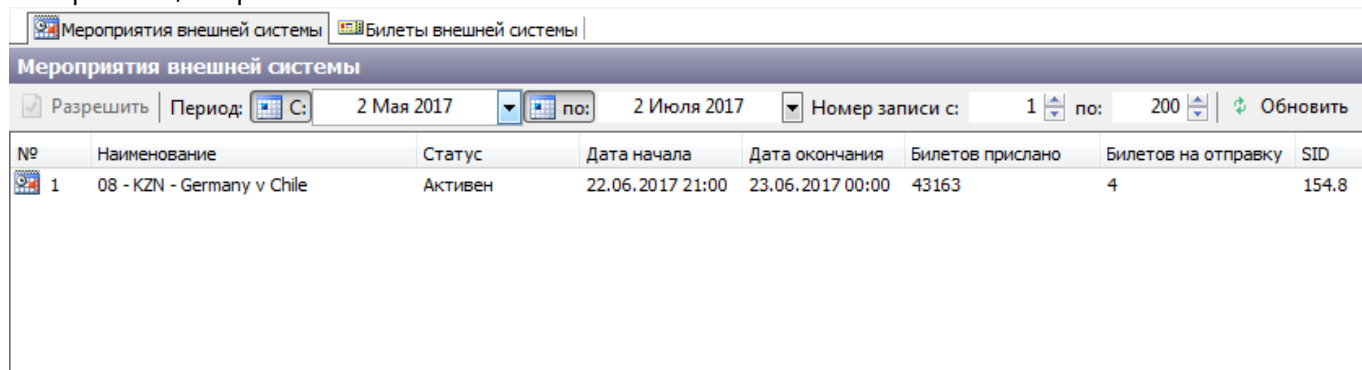 Мероприятия внешней системы Билеты внешней системы
Мероприятия внешней системы
Разрешить Период: С: 2 Мая 2017 по: 2 Июля 2017 Номер записи с: 1 по: 200 Обновить
№ Наименование Статус Дата начала Дата окончания Билетов прислано Билетов на отправку SID
1 08 - KZN - Germany v Chile Активен 22.06.2017 21:00 23.06.2017 00:00 43163 4 154.8